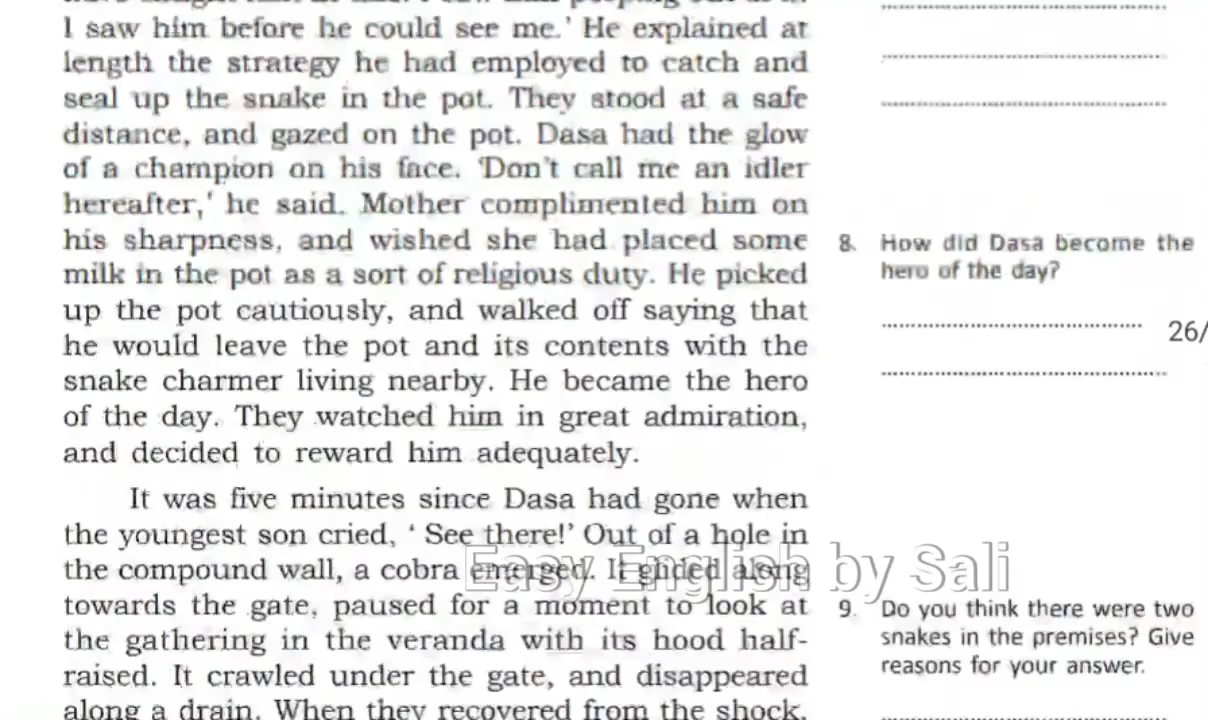 I saw him before he could see me.' He explained at
length the strategy he had employed to catch and
seal up the snake in the pot. They stood at a safe
distance, and gazed on the pot. Dasa had the glow
of a champion on his face. 'Don't call me an idler
hereafter,' he said. Mother complimented him on
his sharpness, and wished she had placed some
milk in the pot as a sort of religious duty. He picked
up the pot cautiously, and walked off saying that
he would leave the pot and its contents with the
snake charmer living nearby. He became the hero
of the day. They watched him in great admiration,
and decided to reward him adequately.
It was five minutes since Dasa had gone when
the youngest son cried, ' See there!' Out of a hole in
the compound wall, a cobra emerged. It glided along
towards the gate, paused for a moment to look at
the gathering in the veranda with its hood half-
raised. It crawled under the gate, and disappeared
along a drain. When they recovered from the shock,
8. How did Dasa become the
hero of the day?
26/
9. Do you think there were two
snakes in the premises? Give
reasons for your answer.
Easy English by Sali